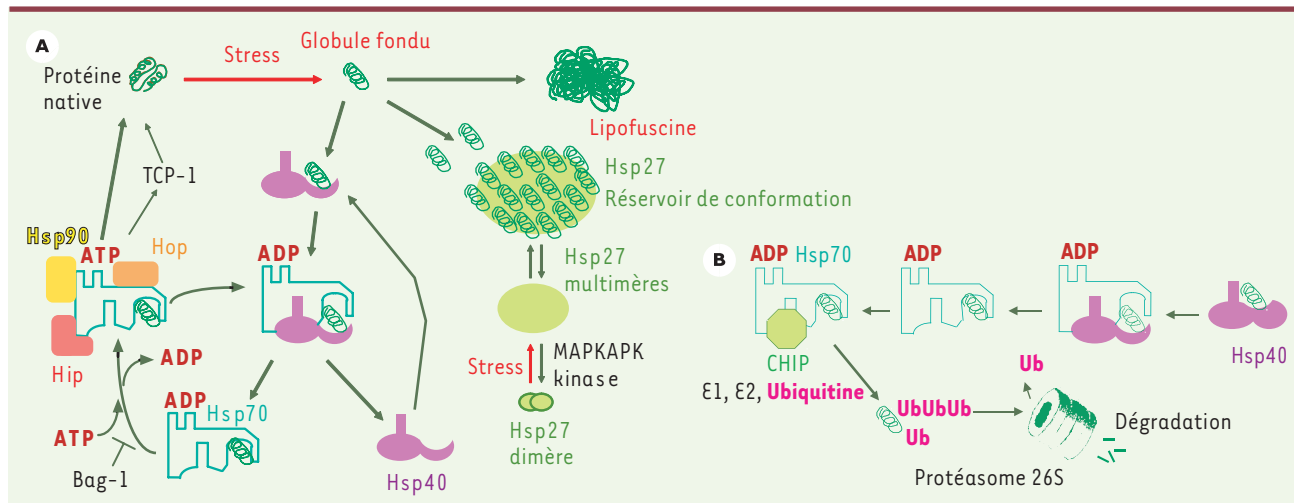 A
Protéine
native
Stress
Globule fondu
Lipofuscine
Hsp27
Réservoir de conformation
TCP-1
Hsp90
ATP
Hop
Hip
ADP
ADP
Hsp27
multimères
Stress
MAPKAPK
kinase
Hsp27
dimère
ADP
ADP
Hsp70
ATP
Bag-1
Hsp40
B
ADP Hsp70
ADP
ADP
Hsp40
CHIP
E1, E2, Ubiquitine
Ub
UbUbUb
Ub
Dégradation
Protéasome 26S